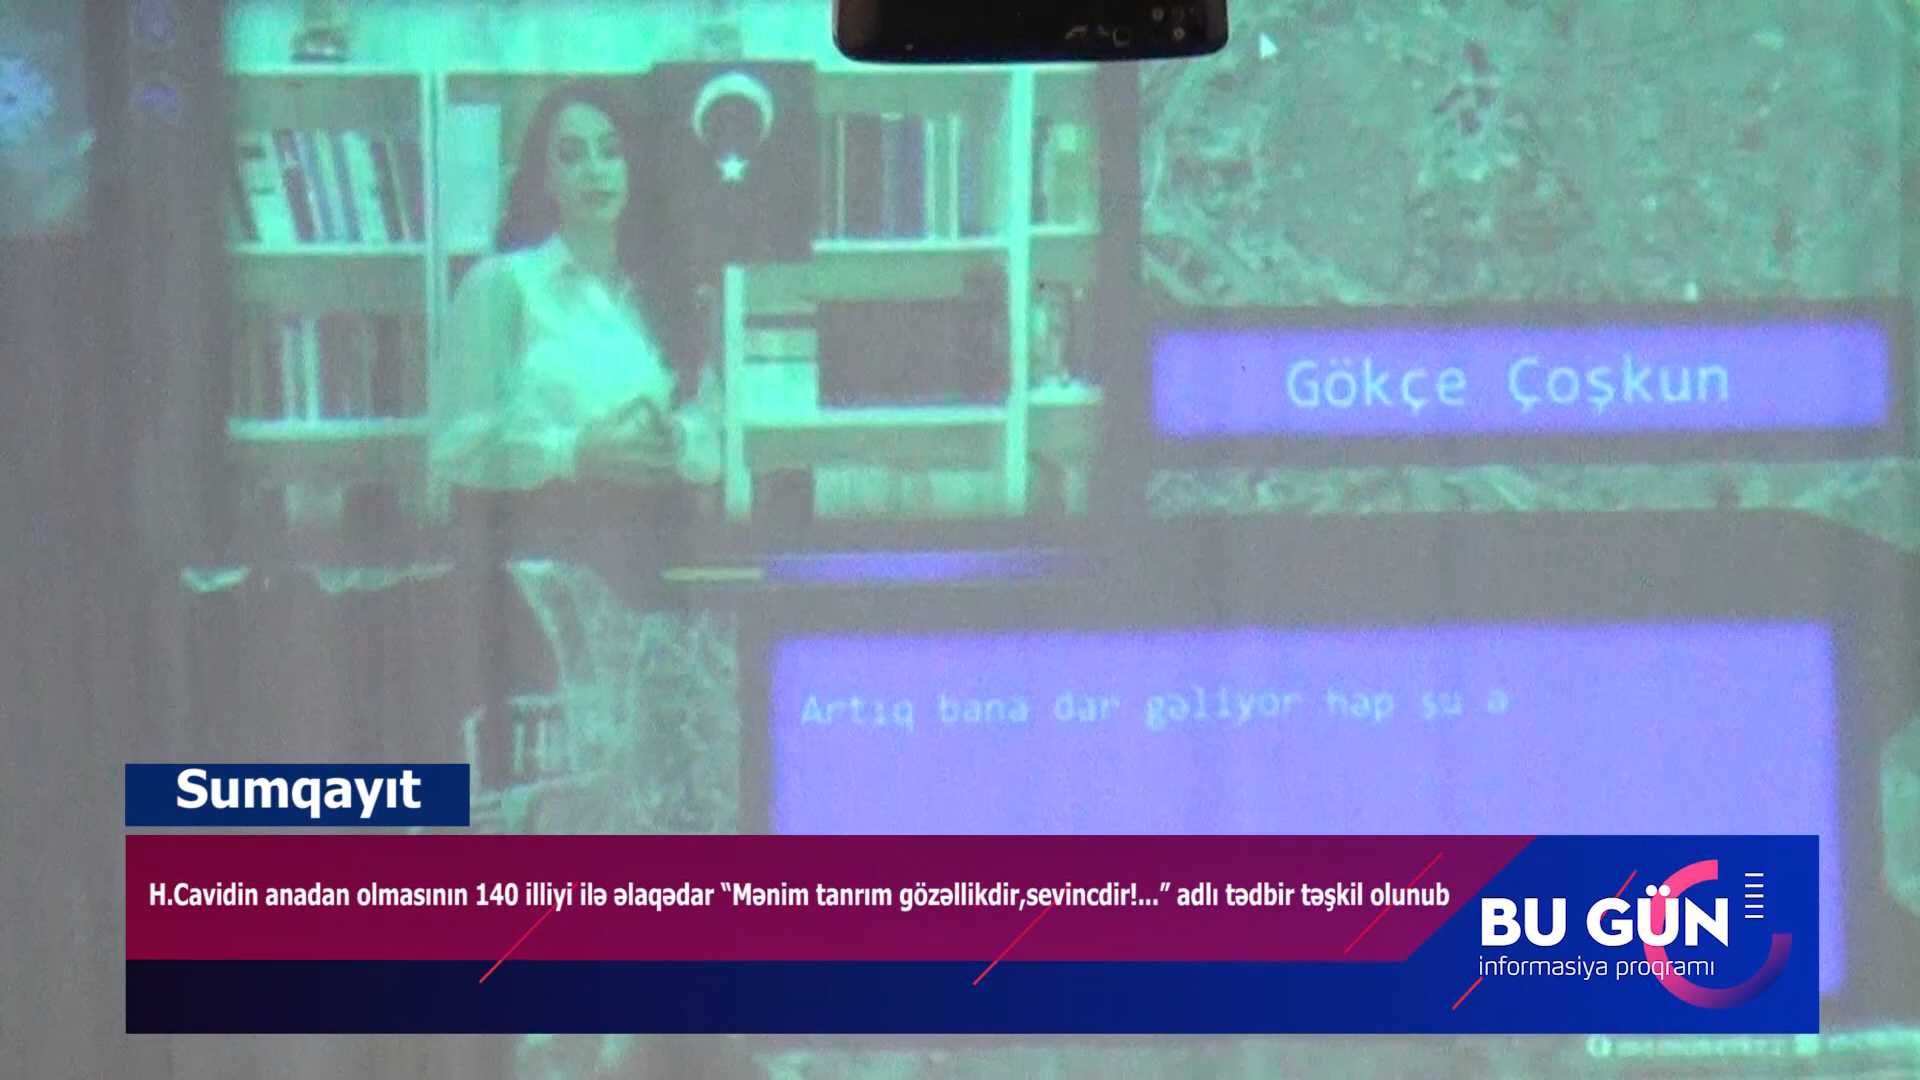 Gökçe Çoşkun
Artıq bana dar gəliyor həp şu ə
Sumqayıt
H.Cavidin anadan olmasının 140 illiyi ilə əlaqədar “Mənim tanrım gözəllikdir,sevincdir!...” adlı tədbir təşkil olunub
BU GÜN
informasiya proqramı